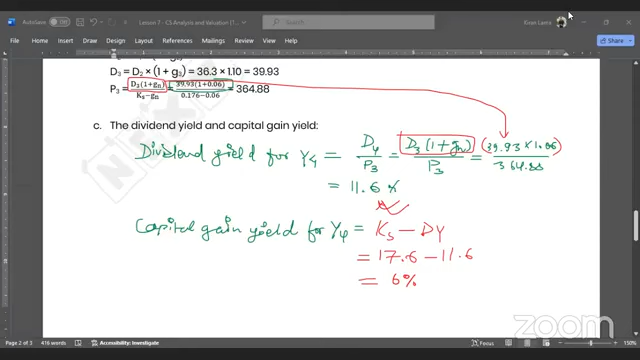 AutoSave Off Lesson 7 - CS Analysis and Valuation Search Kiran Lamsa
File Home Insert Draw Design Layout References Mailings Review View Help
D3 = D2 × (1 + g3) = 36.3 × 1.10 = 39.93
P3 = D3(1+gn) / Ks−gn = 39.93(1+0.06) / 0.176−0.06 = 364.88
c. The dividend yield and capital gain yield:
Dividend yield for Y4 = D4 / P3 = D3 (1+gn) / P3 = (39.93 × 1.06) / 364.88
= 11.6 %
Capital gain yield for Y4 = Ks − DY
= 17.6 − 11.6
= 6%
zoom
Page 2 of 3 416 words Accessibility: Investigate Focus 150%